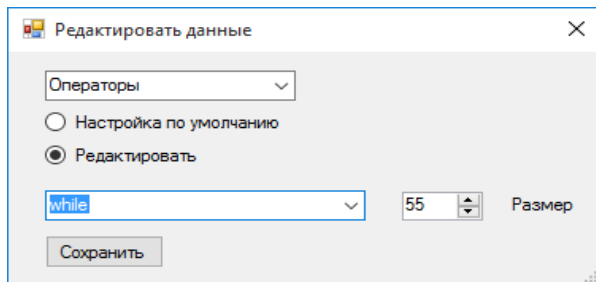 Редактировать данные
Операторы
Настройка по умолчанию
Редактировать
while 55 Размер
Сохранить